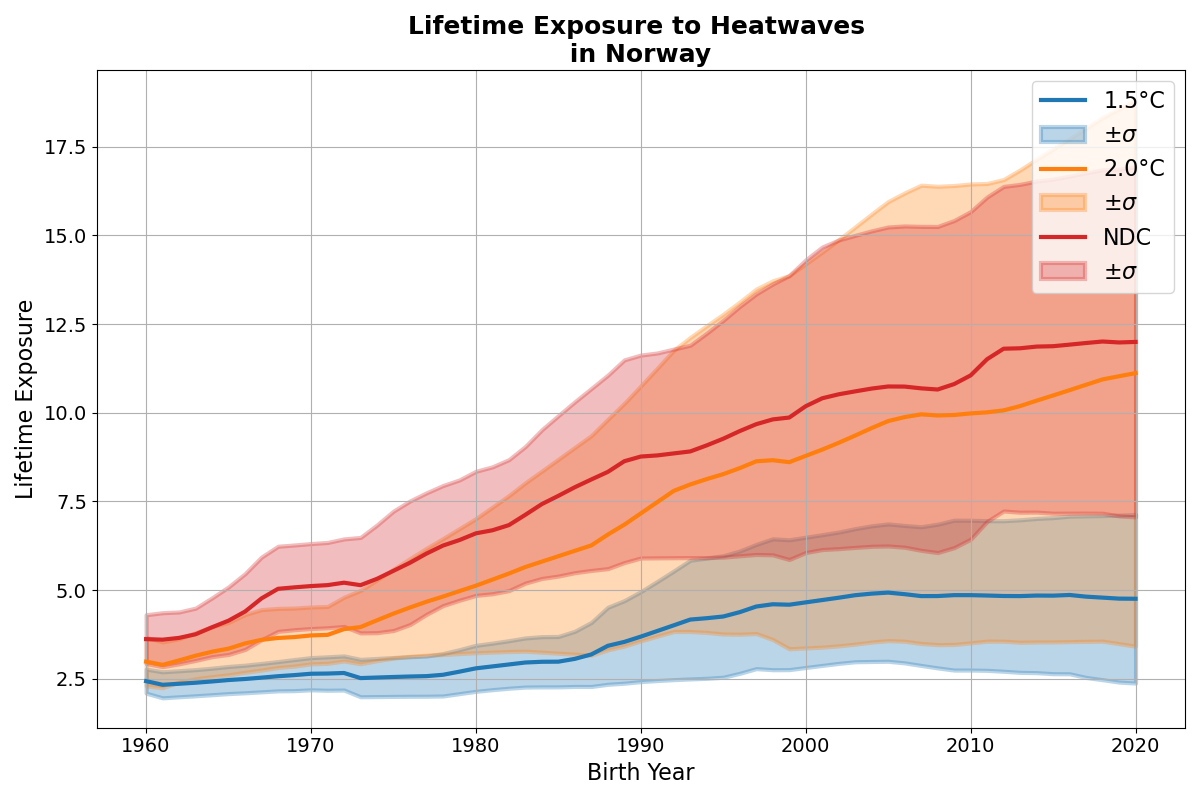 Lifetime Exposure to Heatwaves
in Norway
1.5°C
±σ
2.0°C
±σ
NDC
±σ
Lifetime Exposure
17.5
15.0
12.5
10.0
7.5
5.0
2.5
1960
1970
1980
1990
2000
2010
2020
Birth Year